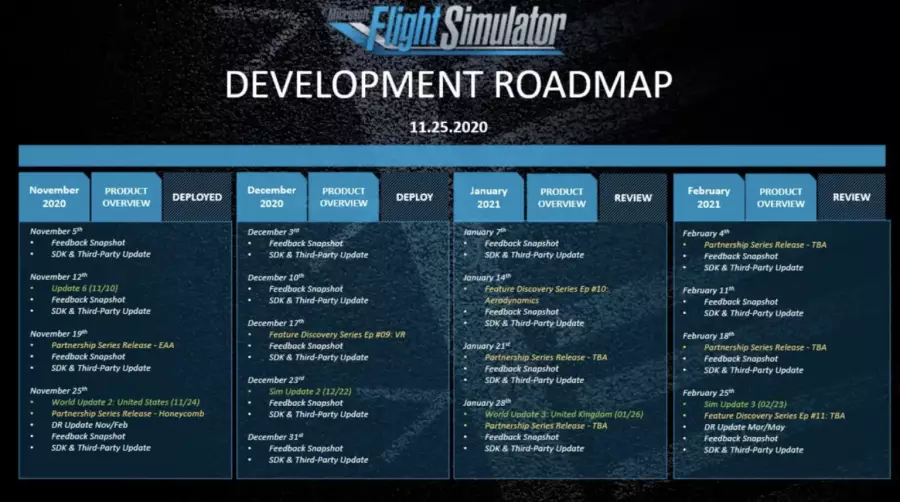 Microsoft
Flight Simulator
DEVELOPMENT ROADMAP
11.25.2020
November 2020
PRODUCT OVERVIEW
DEPLOYED
November 5th
• Feedback Snapshot
• SDK & Third-Party Update
November 12th
• Update 6 (11/10)
• Feedback Snapshot
• SDK & Third-Party Update
November 19th
• Partnership Series Release - EAA
• Feedback Snapshot
• SDK & Third-Party Update
November 25th
• World Update 2: United States (11/24)
• Partnership Series Release - Honeycomb
• DR Update Nov/Feb
• Feedback Snapshot
• SDK & Third-Party Update
December 2020
PRODUCT OVERVIEW
DEPLOY
December 3rd
• Feedback Snapshot
• SDK & Third-Party Update
December 10th
• Feedback Snapshot
• SDK & Third-Party Update
December 17th
• Feature Discovery Series Ep #09: VR
• Feedback Snapshot
• SDK & Third-Party Update
December 23rd
• Sim Update 2 (12/22)
• Feedback Snapshot
• SDK & Third-Party Update
December 31st
• Feedback Snapshot
• SDK & Third-Party Update
January 2021
PRODUCT OVERVIEW
REVIEW
January 7th
• Feedback Snapshot
• SDK & Third-Party Update
January 14th
• Feature Discovery Series Ep #10:
Aerodynamics
• Feedback Snapshot
• SDK & Third-Party Update
January 21st
• Partnership Series Release - TBA
• Feedback Snapshot
• SDK & Third-Party Update
January 28th
• World Update 3: United Kingdom (01/26)
• Partnership Series Release - TBA
• Feedback Snapshot
• SDK & Third-Party Update
February 2021
PRODUCT OVERVIEW
REVIEW
February 4th
• Partnership Series Release - TBA
• Feedback Snapshot
• SDK & Third-Party Update
February 11th
• Feedback Snapshot
• SDK & Third-Party Update
February 18th
• Partnership Series Release - TBA
• Feedback Snapshot
• SDK & Third-Party Update
February 25th
• Sim Update 3 (02/23)
• Feature Discovery Series Ep #11: TBA
• DR Update Mar/May
• Feedback Snapshot
• SDK & Third-Party Update